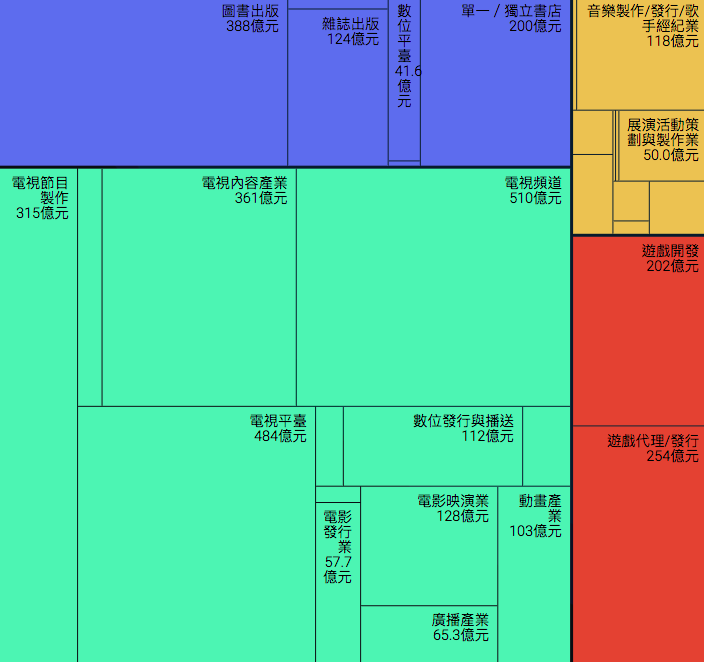 圖書出版
388億元
雜誌出版
124億元
數
位
平
臺
41.6
億
元
單一 / 獨立書店
200億元
音樂製作/發行/歌
手經紀業
118億元
展演活動策
劃與製作業
50.0億元
電視節目
製作
315億元
電視內容產業
361億元
電視頻道
510億元
遊戲開發
202億元
電視平臺
484億元
數位發行與播送
112億元
遊戲代理/發行
254億元
電影
發行
業
57.7
億元
電影映演業
128億元
動畫產
業
103億元
廣播產業
65.3億元